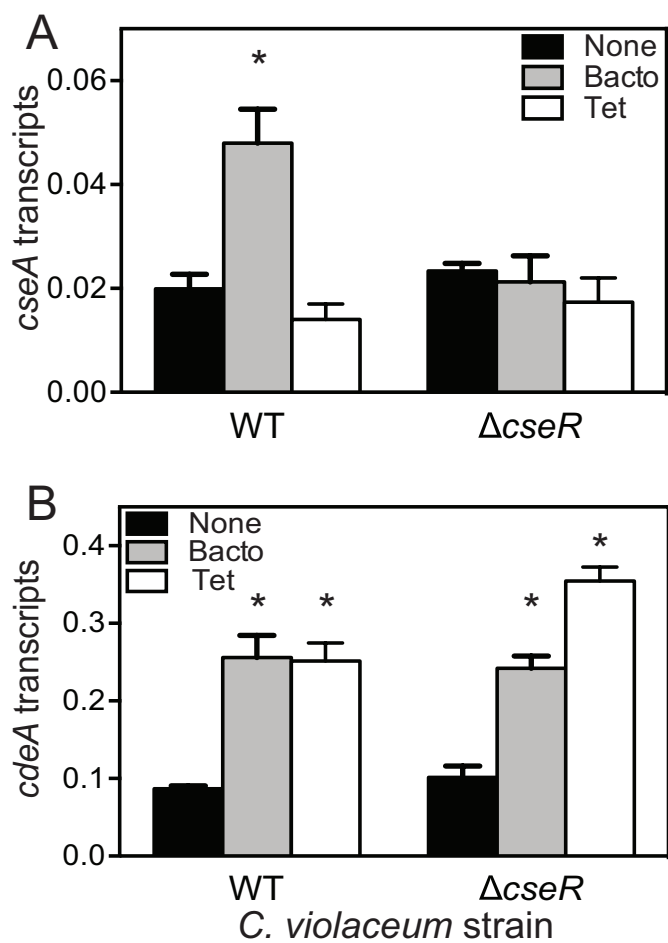 A
None
Bacto
Tet
*
cseA transcripts
0.06
0.04
0.02
0.00
WT
ΔcseR
B
None
Bacto
Tet
* *
*
*
cdeA transcripts
0.4
0.3
0.2
0.1
0.0
WT
ΔcseR
C. violaceum strain